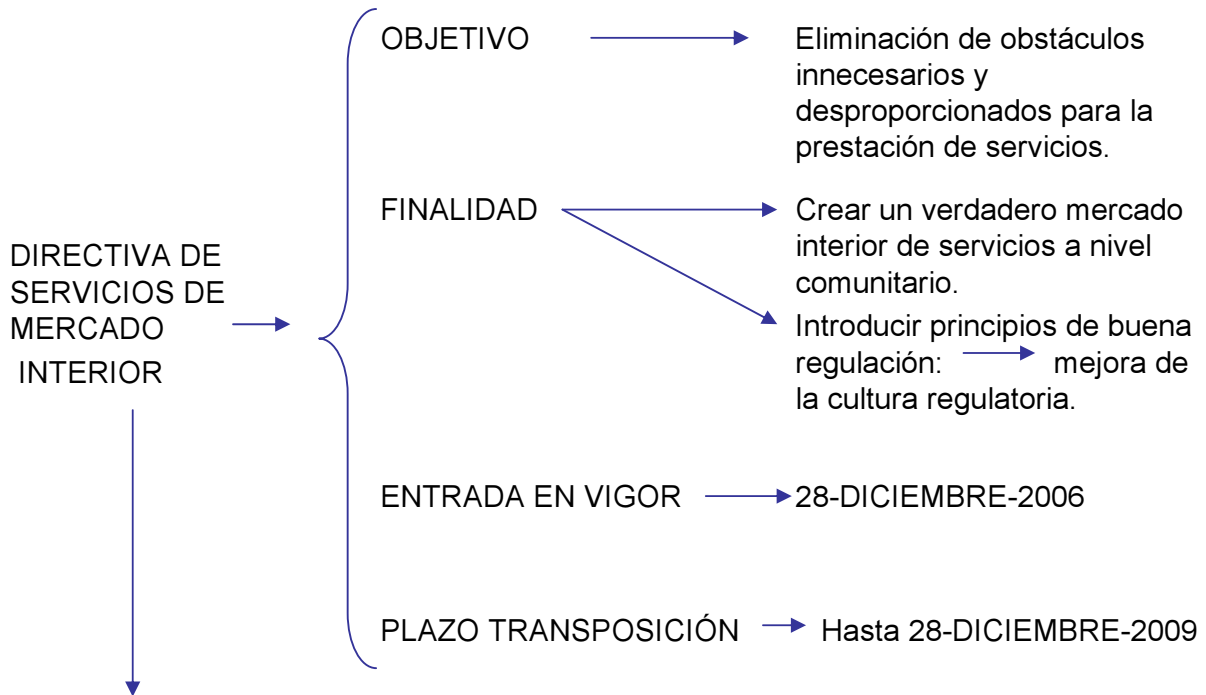 DIRECTIVA DE
SERVICIOS DE
MERCADO
INTERIOR
OBJETIVO
Eliminación de obstáculos
innecesarios y
desproporcionados para la
prestación de servicios.
FINALIDAD
Crear un verdadero mercado
interior de servicios a nivel
comunitario.
Introducir principios de buena
regulación: mejora de
la cultura regulatoria.
ENTRADA EN VIGOR
28-DICIEMBRE-2006
PLAZO TRANSPOSICIÓN
Hasta 28-DICIEMBRE-2009